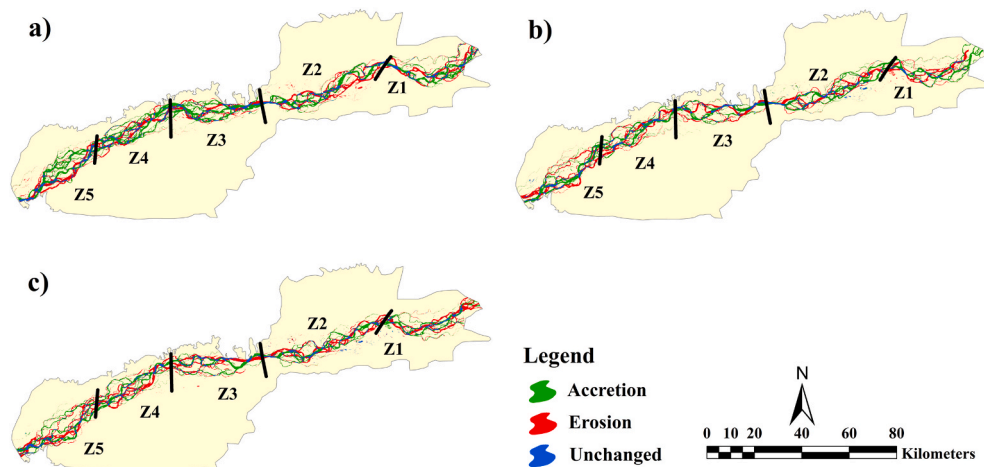 a)
Z2
Z1
Z3
Z4
Z5
b)
Z2
Z1
Z3
Z4
Z5
c)
Z2
Z1
Z3
Z4
Z5
Legend
Accretion
Erosion
Unchanged
N
0 5 10 20 40 60 80
Kilometers